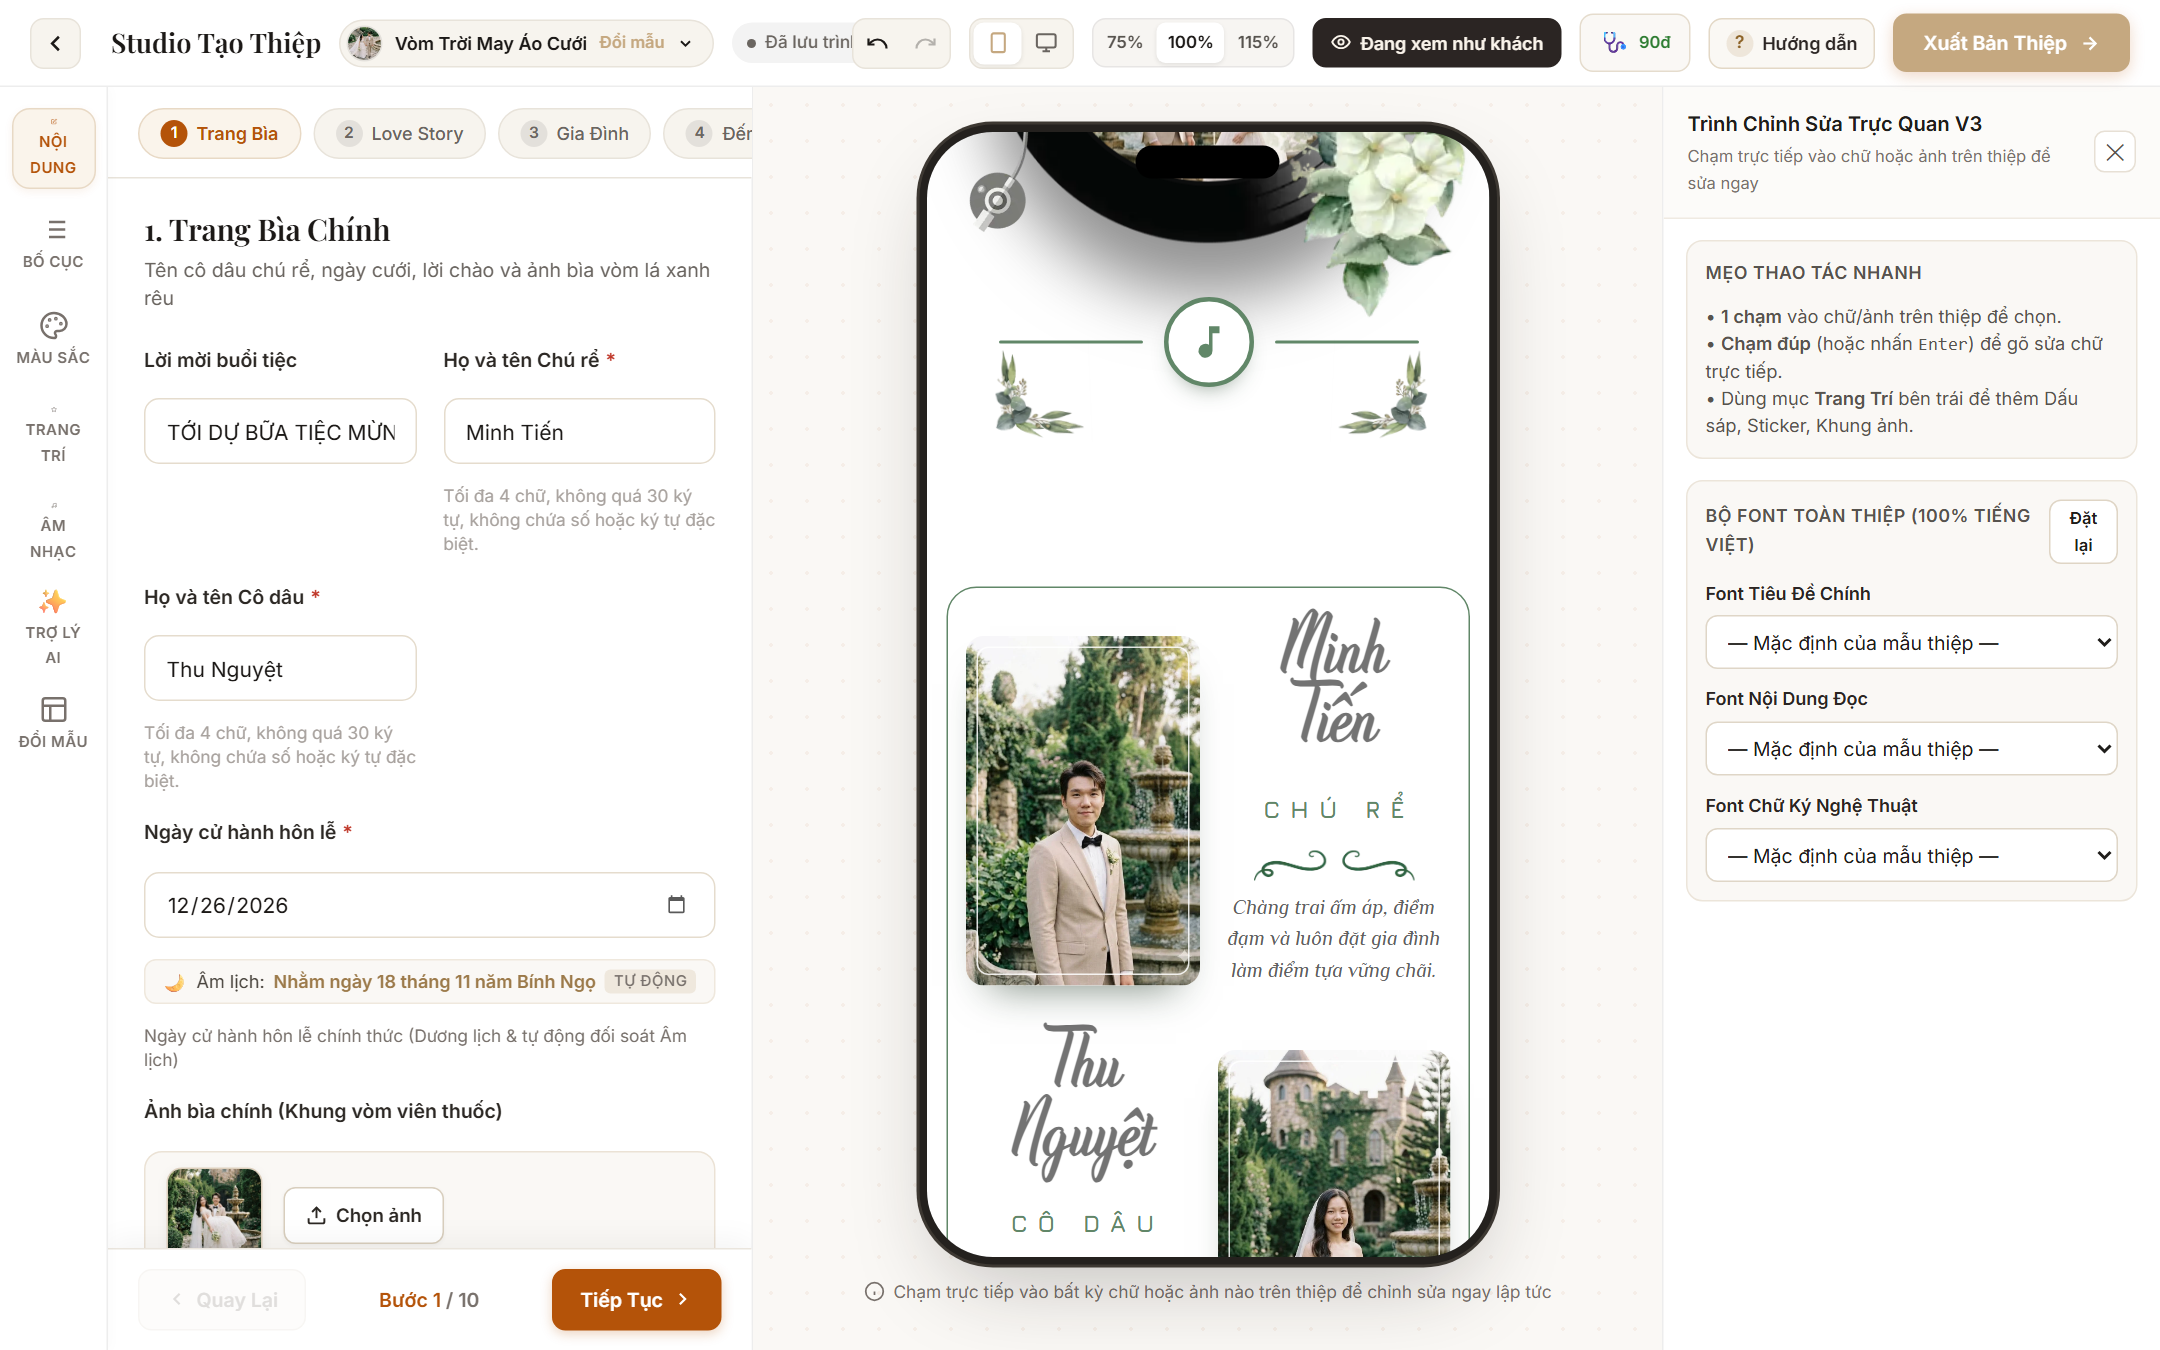 Studio Tạo Thiệp
Vòm Trời May Áo Cưới Đổi mẫu
Đã lưu trìn
75% 100% 115%
Đang xem như khách
90đ
? Hướng dẫn
Xuất Bản Thiệp
NỘI
DUNG
BỐ CỤC
MÀU SẮC
TRANG
TRÍ
ÂM
NHẠC
TRỢ LÝ
AI
ĐỔI MẪU
1 Trang Bìa
2 Love Story
3 Gia Đình
4 Đến
1. Trang Bìa Chính
Tên cô dâu chú rể, ngày cưới, lời chào và ảnh bìa vòm lá xanh
rêu
Lời mời buổi tiệc
TỚI DỰ BỮA TIỆC MỪN
Họ và tên Chú rể *
Minh Tiến
Tối đa 4 chữ, không quá 30 ký
tự, không chứa số hoặc ký tự đặc
biệt.
Họ và tên Cô dâu *
Thu Nguyệt
Tối đa 4 chữ, không quá 30 ký
tự, không chứa số hoặc ký tự đặc
biệt.
Ngày cử hành hôn lễ *
12/26/2026
Âm lịch: Nhằm ngày 18 tháng 11 năm Bính Ngọ TỰ ĐỘNG
Ngày cử hành hôn lễ chính thức (Dương lịch & tự động đối soát Âm
lịch)
Ảnh bìa chính (Khung vòm viên thuốc)
Chọn ảnh
Quay Lại
Bước 1 / 10
Tiếp Tục
Minh
Tiến
CHÚ RỂ
Chàng trai ấm áp, điềm
đạm và luôn đặt gia đình
làm điểm tựa vững chãi.
Thu
Nguyệt
CÔ DÂU
Chạm trực tiếp vào bất kỳ chữ hoặc ảnh nào trên thiệp để chỉnh sửa ngay lập tức
Trình Chỉnh Sửa Trực Quan V3
Chạm trực tiếp vào chữ hoặc ảnh trên thiệp để
sửa ngay
MẸO THAO TÁC NHANH
• 1 chạm vào chữ/ảnh trên thiệp để chọn.
• Chạm đúp (hoặc nhấn Enter) để gõ sửa chữ
trực tiếp.
• Dùng mục Trang Trí bên trái để thêm Dấu
sáp, Sticker, Khung ảnh.
BỘ FONT TOÀN THIỆP (100% TIẾNG
VIỆT)
Đặt
lại
Font Tiêu Đề Chính
— Mặc định của mẫu thiệp —
Font Nội Dung Đọc
— Mặc định của mẫu thiệp —
Font Chữ Ký Nghệ Thuật
— Mặc định của mẫu thiệp —